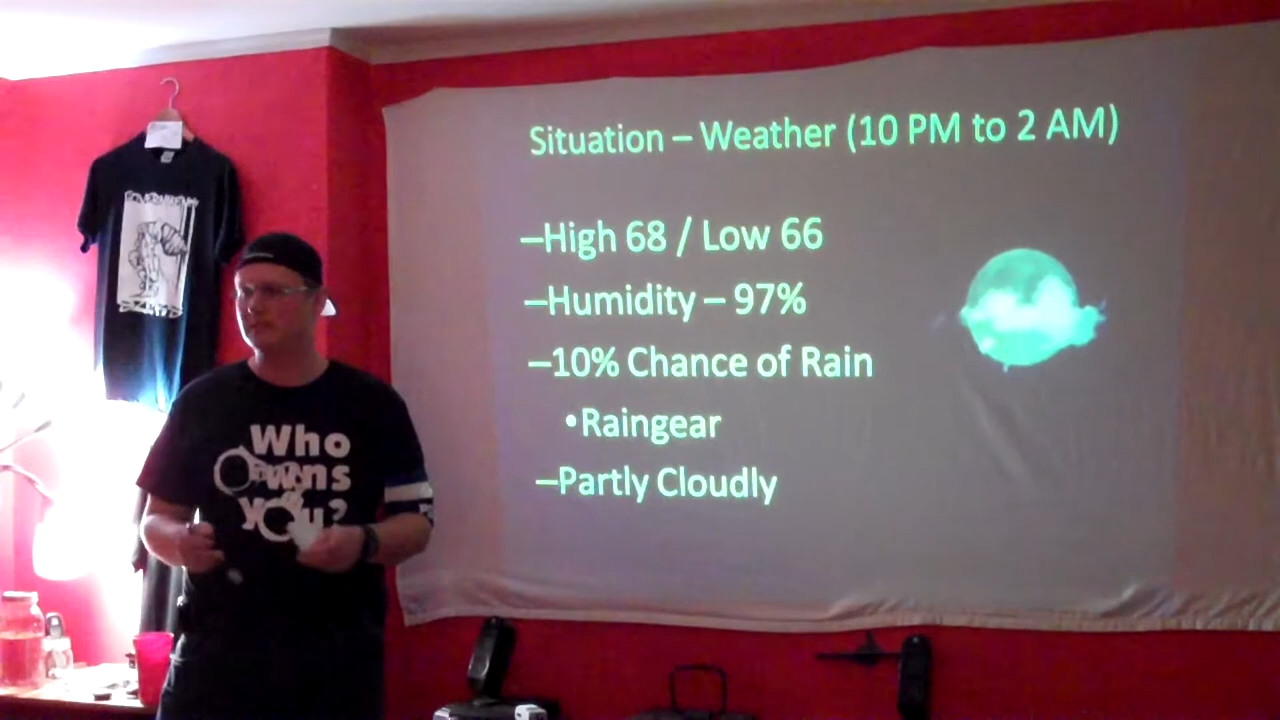 Situation – Weather (10 PM to 2 AM)
–High 68 / Low 66
–Humidity – 97%
–10% Chance of Rain
•Raingear
–Partly Cloudly
GOVERNMENT
Who
owns
you?